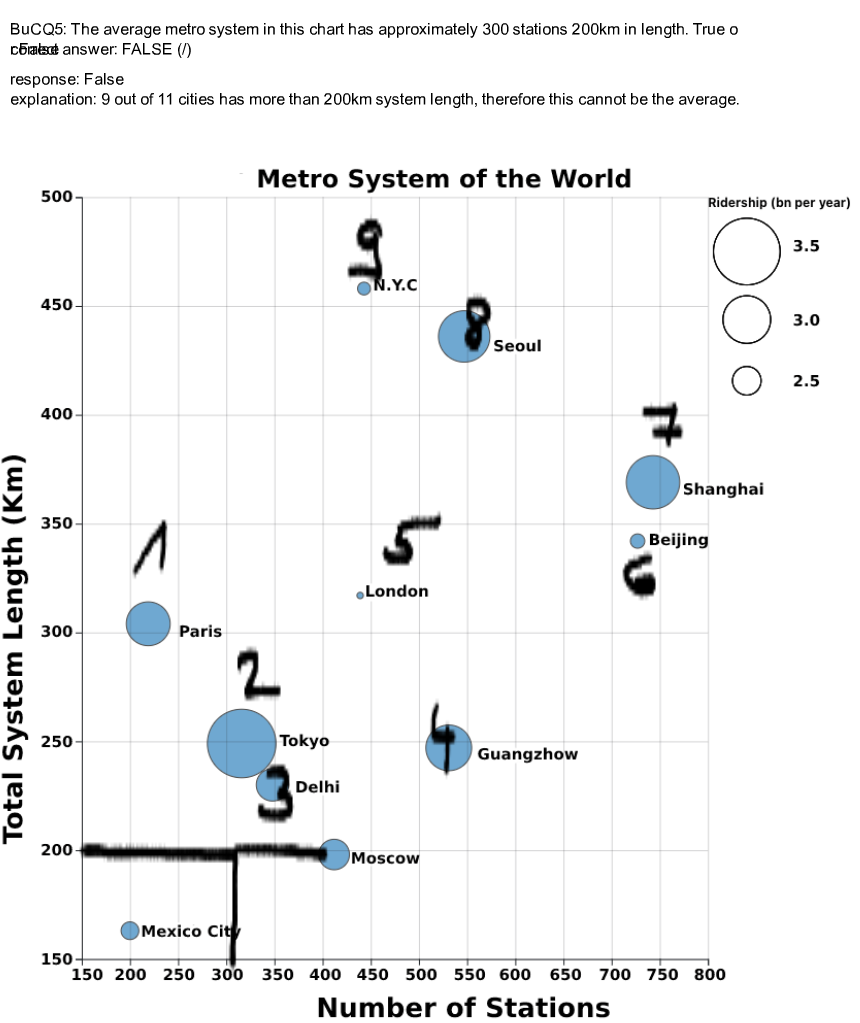 BuCQ5: The average metro system in this chart has approximately 300 stations 200km in length. True o
r False
correct answer: FALSE (/)
response: False
explanation: 9 out of 11 cities has more than 200km system length, therefore this cannot be the average.
Metro System of the World
Ridership (bn per year)
3.5
3.0
2.5
Total System Length (Km)
500
450
400
350
300
250
200
150
9
N.Y.C
8
Seoul
7
Shanghai
Beijing
6
5
London
1
Paris
2
Tokyo
4
Guangzhow
3
Delhi
Moscow
Mexico City
150 200 250 300 350 400 450 500 550 600 650 700 750 800
Number of Stations